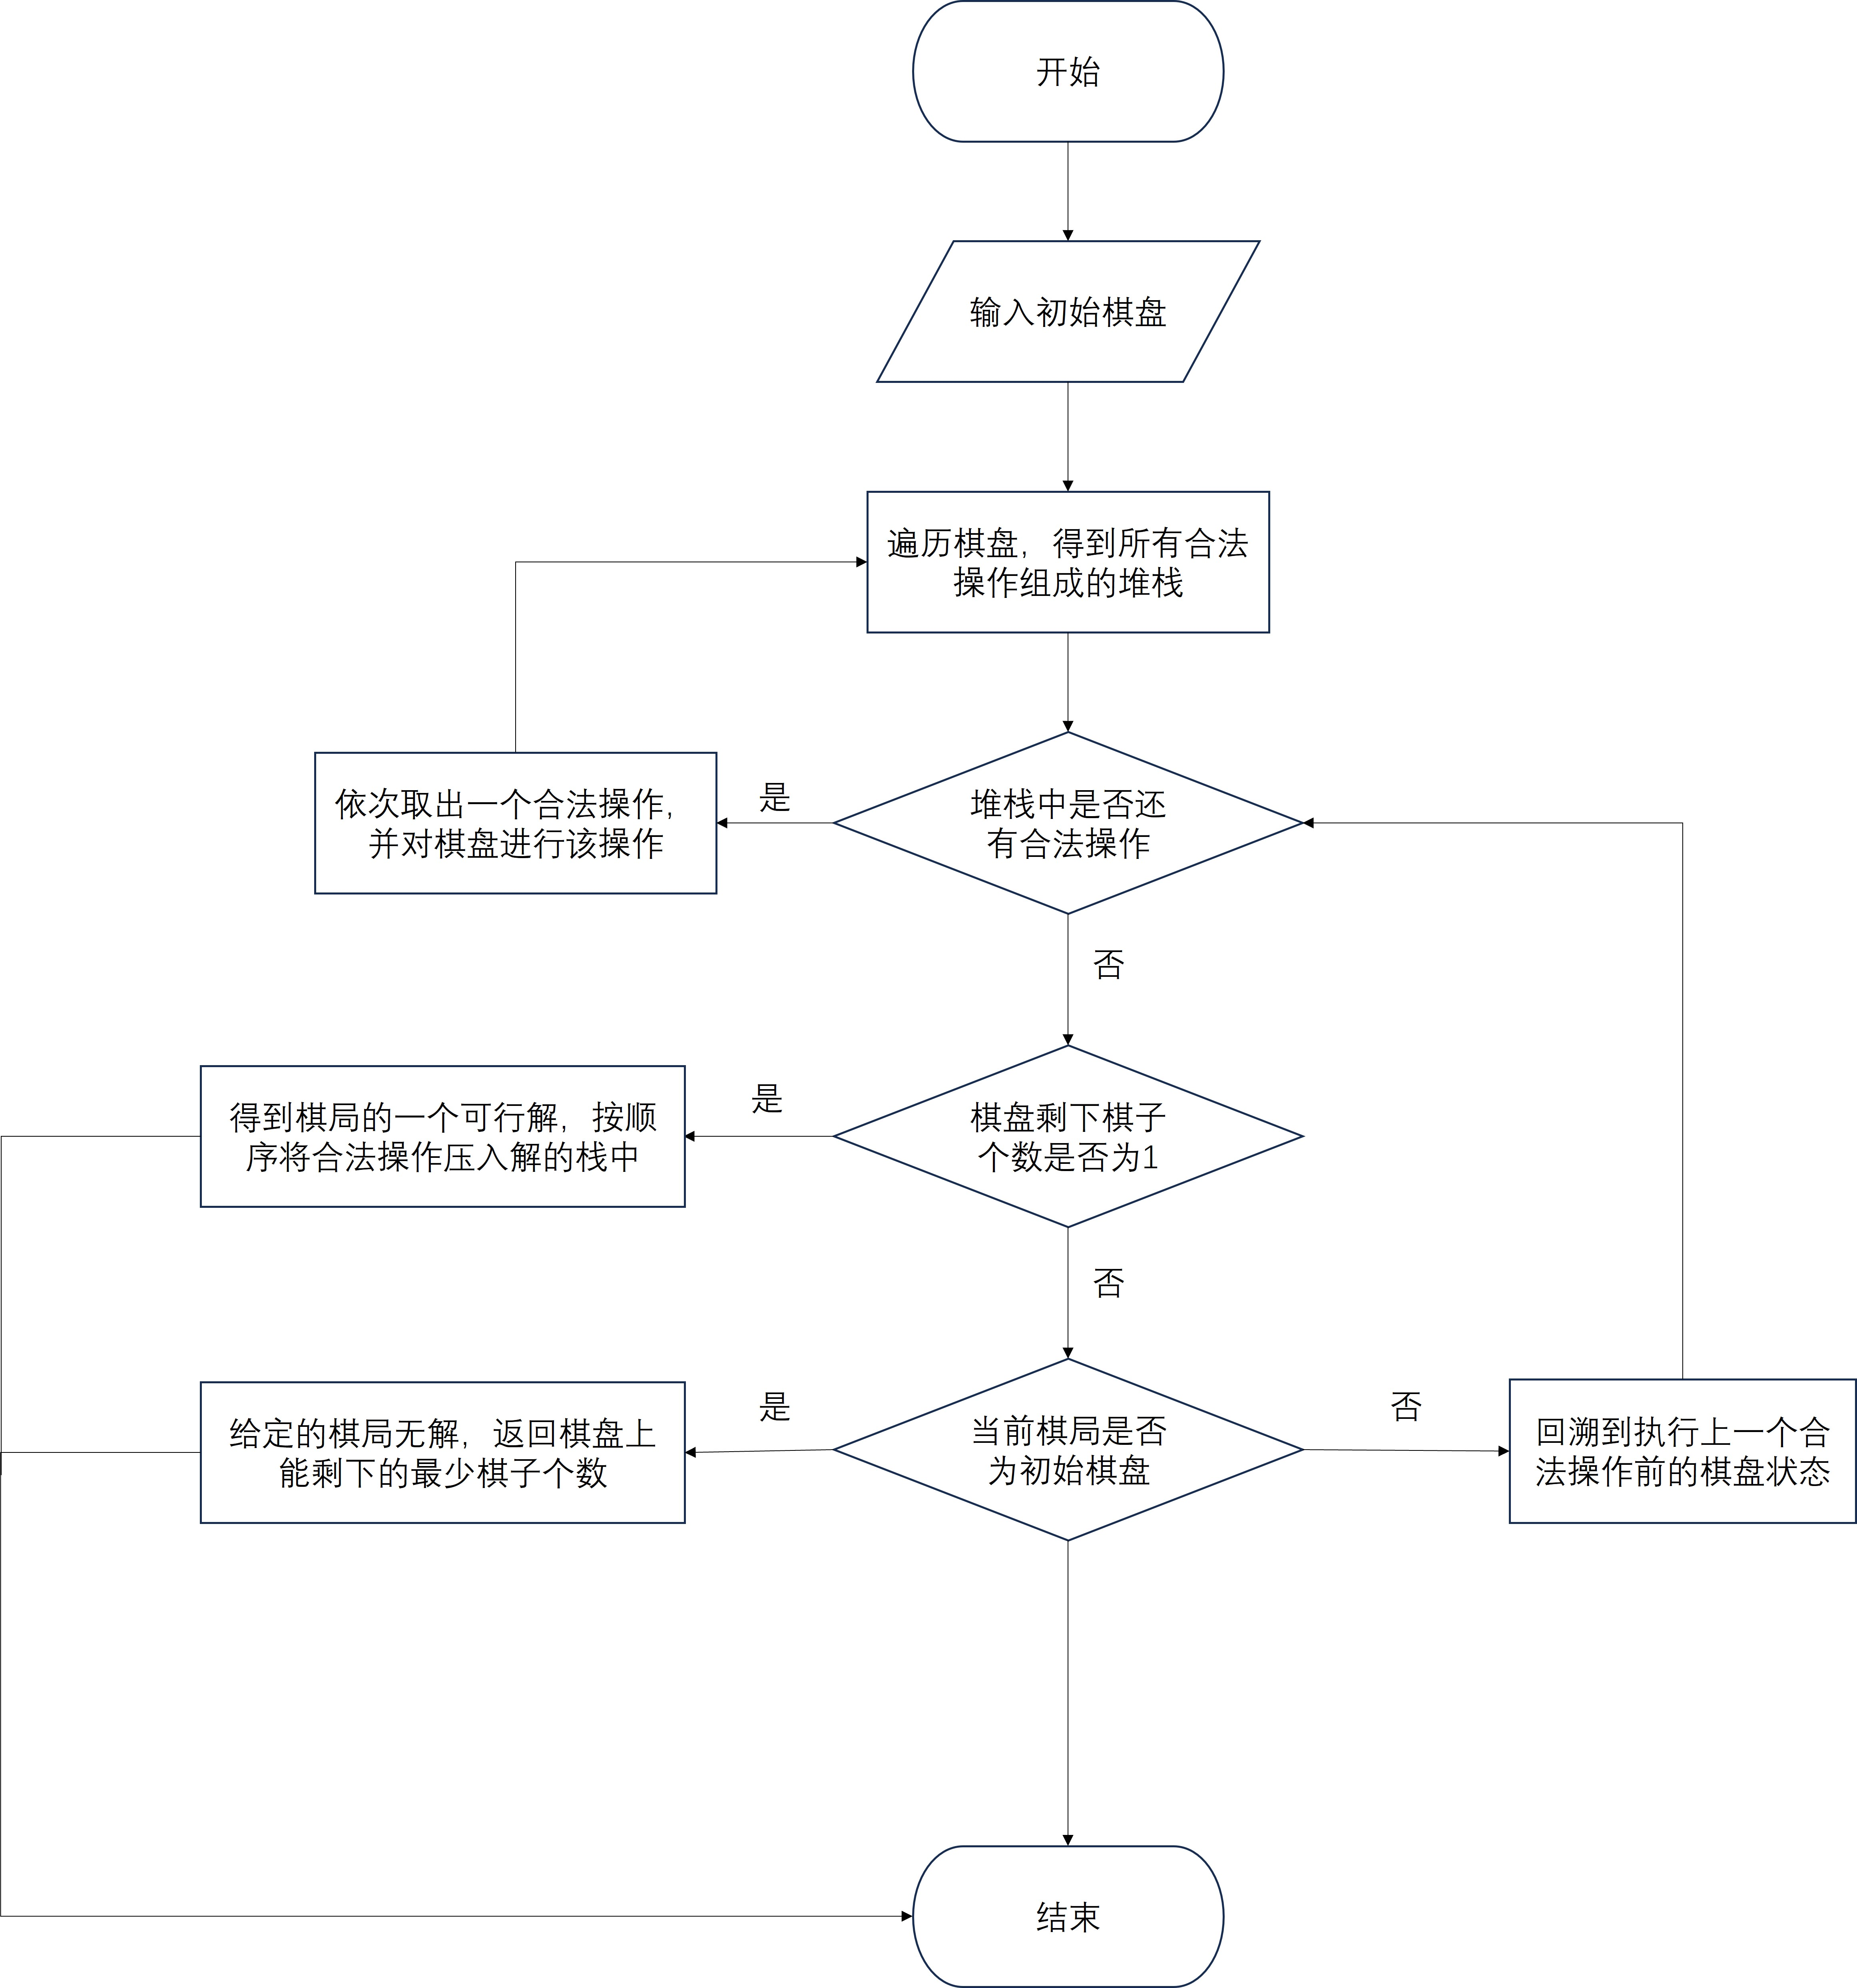 开始
输入初始棋盘
遍历棋盘，得到所有合法
操作组成的堆栈
依次取出一个合法操作，
并对棋盘进行该操作
是
堆栈中是否还
有合法操作
否
得到棋局的一个可行解，按顺
序将合法操作压入解的栈中
是
棋盘剩下棋子
个数是否为1
否
给定的棋局无解，返回棋盘上
能剩下的最少棋子个数
是
当前棋局是否
为初始棋盘
否
回溯到执行上一个合
法操作前的棋盘状态
结束